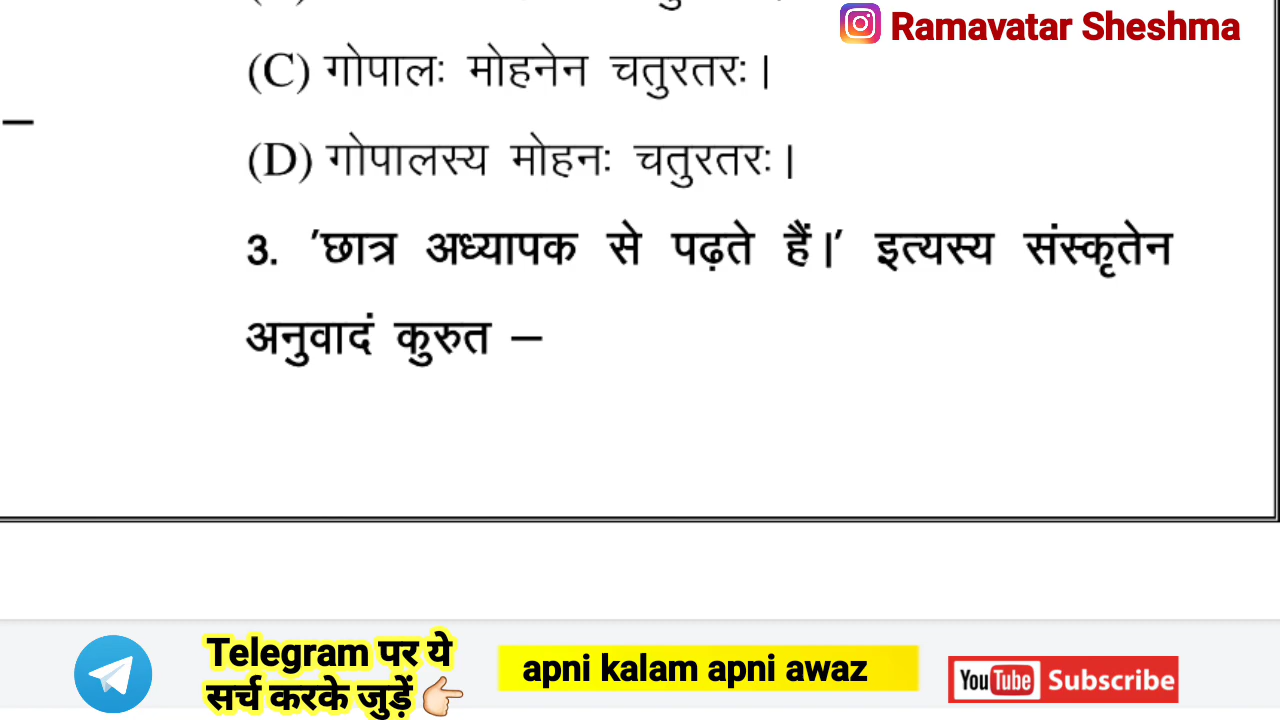 Ramavatar Sheshma
(C) गोपालः मोहनेन चतुरतरः।
–
(D) गोपालस्य मोहनः चतुरतरः।
3. 'छात्र अध्यापक से पढ़ते हैं।' इत्यस्य संस्कृतेन
अनुवादं कुरुत –
Telegram पर ये
सर्च करके जुड़ें
apni kalam apni awaz
YouTube Subscribe